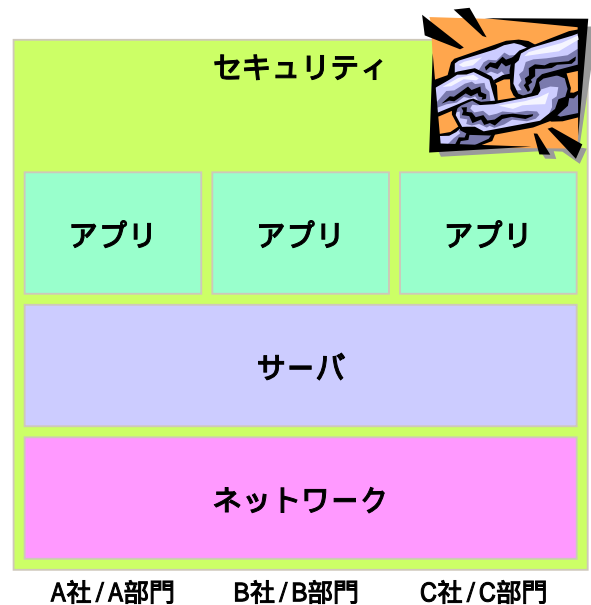 セキュリティ
アプリ
アプリ
アプリ
サーバ
ネットワーク
A社/A部門
B社/B部門
C社/C部門